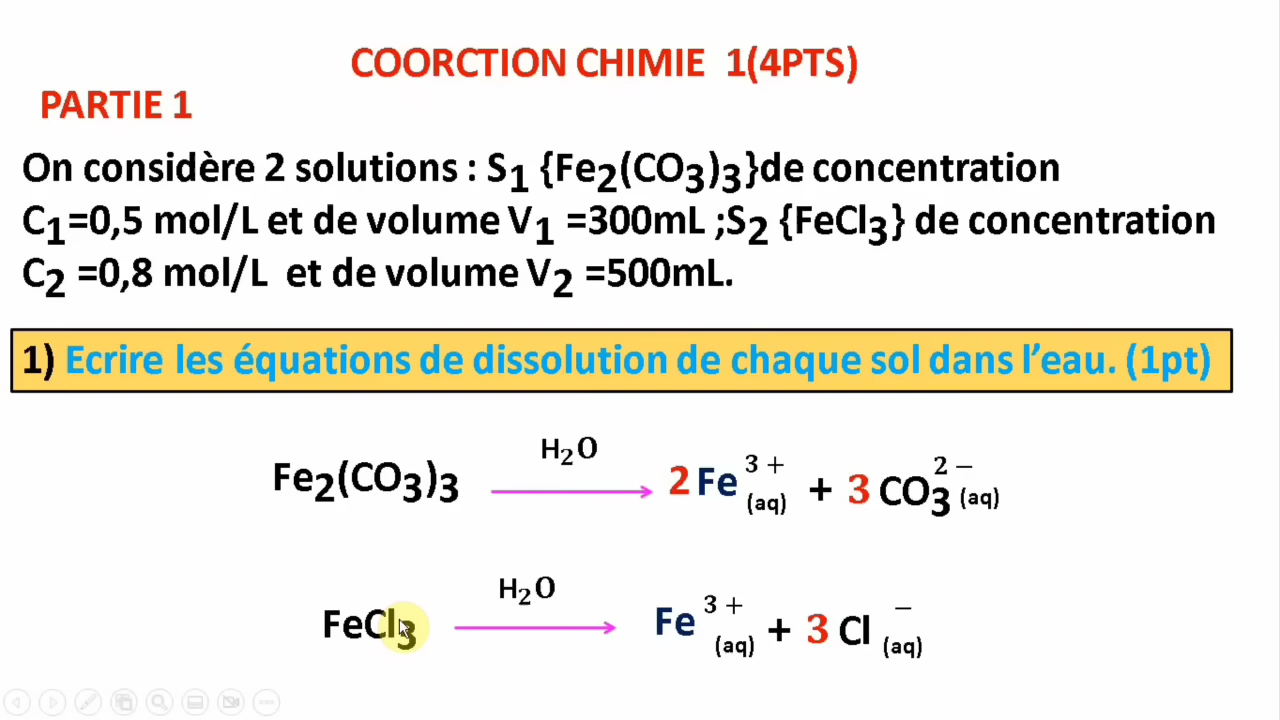 COORCTION CHIMIE 1(4PTS)
PARTIE 1
On considère 2 solutions : S₁ {Fe₂(CO₃)₃}de concentration
C₁=0,5 mol/L et de volume V₁ =300mL ;S₂ {FeCl₃} de concentration
C₂ =0,8 mol/L et de volume V₂ =500mL.
1) Ecrire les équations de dissolution de chaque sol dans l’eau. (1pt)
Fe₂(CO₃)₃ H₂O ⟶ 2 Fe³⁺(aq) + 3 CO₃²⁻(aq)
FeCl₃ H₂O ⟶ Fe³⁺(aq) + 3 Cl⁻(aq)